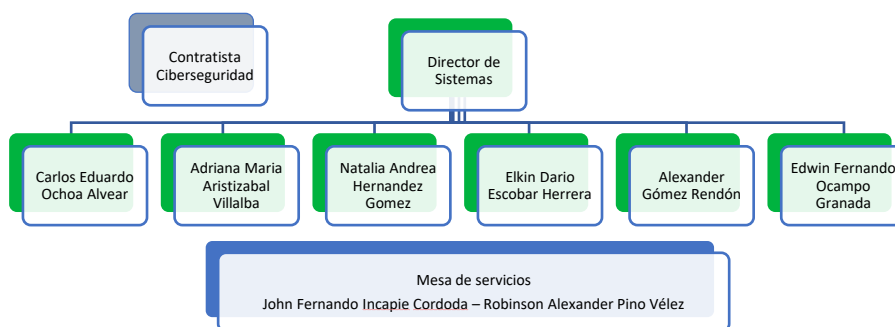 Contratista
Ciberseguridad
Director de
Sistemas
Carlos Eduardo
Ochoa Alvear
Adriana Maria
Aristizabal
Villalba
Natalia Andrea
Hernandez
Gomez
Elkin Dario
Escobar Herrera
Alexander
Gómez Rendón
Edwin Fernando
Ocampo
Granada
Mesa de servicios
John Fernando Incapie Cordoda – Robinson Alexander Pino Vélez